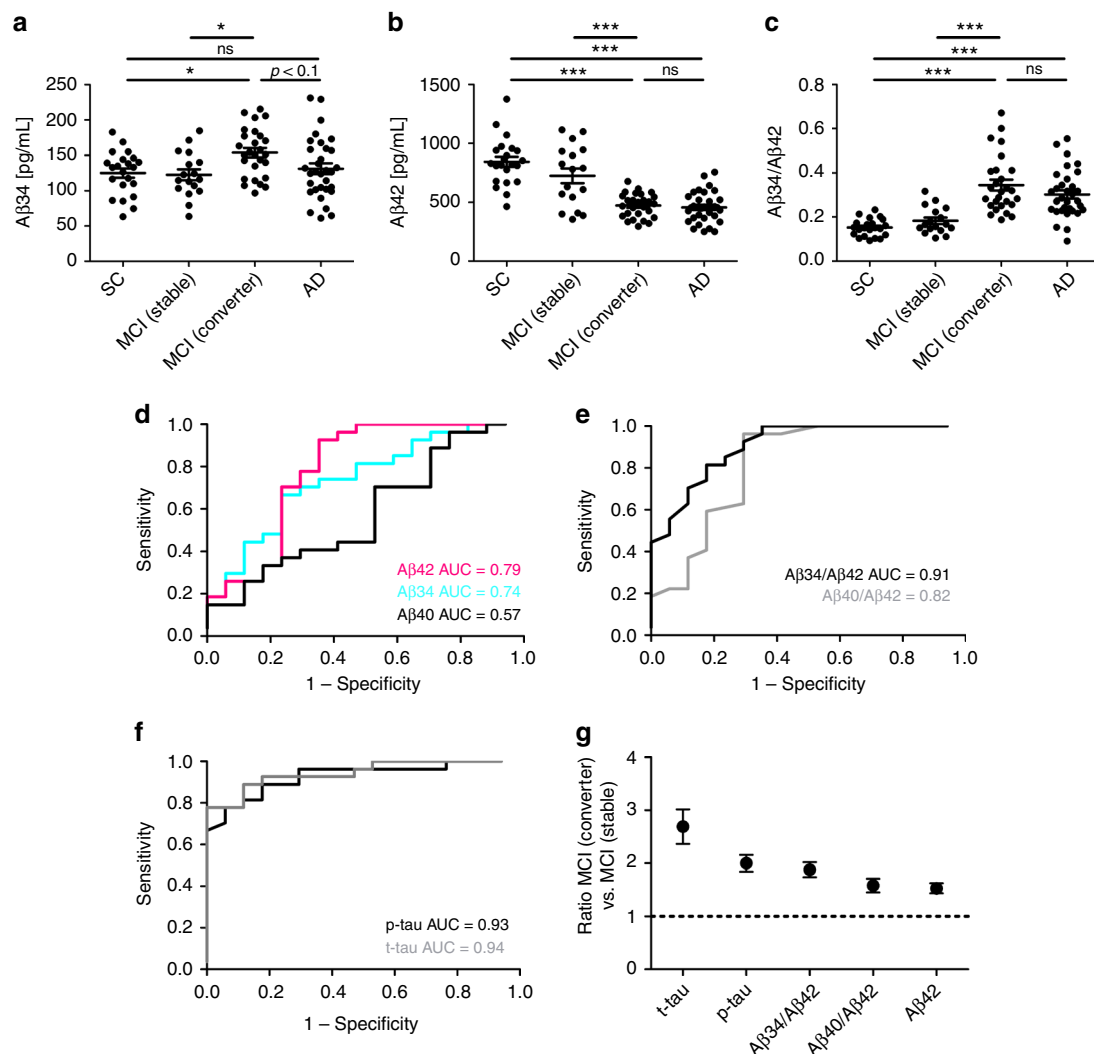 a
*
ns
*
p < 0.1
Aβ34 [pg/mL]
250
200
150
100
50
0
SC
MCI (stable)
MCI (converter)
AD
b
***
***
***
ns
Aβ42 [pg/mL]
1500
1000
500
0
SC
MCI (stable)
MCI (converter)
AD
c
***
***
***
ns
Aβ34/Aβ42
0.8
0.6
0.4
0.2
0.0
SC
MCI (stable)
MCI (converter)
AD
d
Sensitivity
1.0
0.8
0.6
0.4
0.2
0.0
Aβ42 AUC = 0.79
Aβ34 AUC = 0.74
Aβ40 AUC = 0.57
0.0 0.2 0.4 0.6 0.8 1.0
1 – Specificity
e
Sensitivity
1.0
0.8
0.6
0.4
0.2
0.0
Aβ34/Aβ42 AUC = 0.91
Aβ40/Aβ42 = 0.82
0.0 0.2 0.4 0.6 0.8 1.0
1 – Specificity
f
Sensitivity
1.0
0.8
0.6
0.4
0.2
0.0
p-tau AUC = 0.93
t-tau AUC = 0.94
0.0 0.2 0.4 0.6 0.8 1.0
1 – Specificity
g
Ratio MCI (converter)
vs. MCI (stable)
4
3
2
1
0
t-tau
p-tau
Aβ34/Aβ42
Aβ40/Aβ42
Aβ42